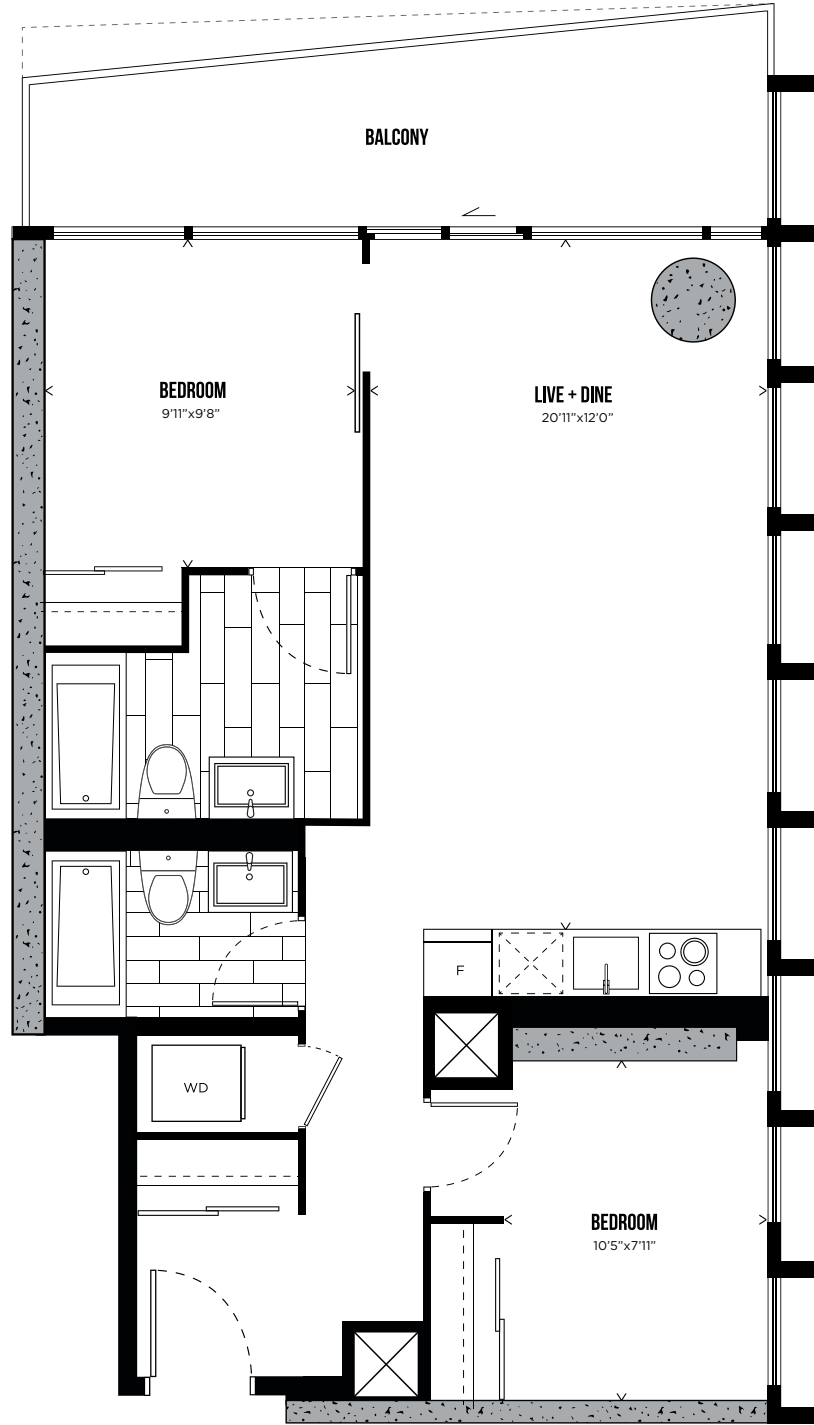 BALCONY
BEDROOM
9'11"x9'8"
LIVE + DINE
20'11"x12'0"
F
WD
BEDROOM
10'5"x7'11"